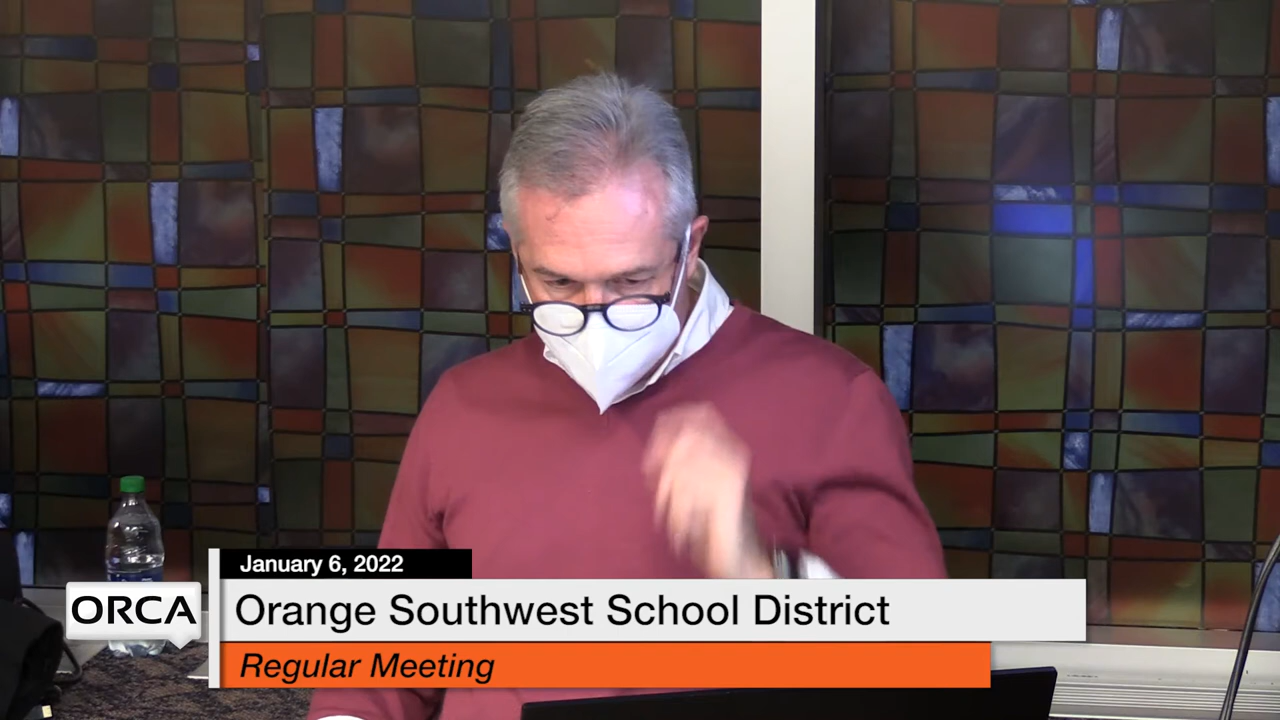 January 6, 2022
ORCA
Orange Southwest School District
Regular Meeting